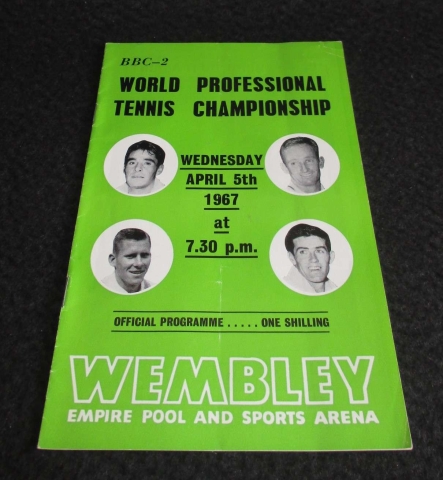 BBC-2
WORLD PROFESSIONAL
TENNIS CHAMPIONSHIP
WEDNESDAY
APRIL 5th
1967
at
7.30 p.m.
OFFICIAL PROGRAMME ..... ONE SHILLING
WEMBLEY
EMPIRE POOL AND SPORTS ARENA